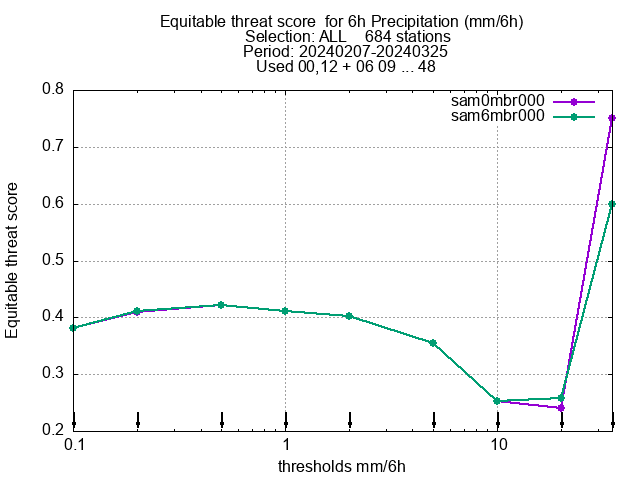 Equitable threat score  for 6h Precipitation (mm/6h)
Selection: ALL    684 stations
Period: 20240207-20240325
Used 00,12 + 06 09 ... 48
sam0mbr000
sam6mbr000
0.8
0.7
0.6
0.5
0.4
0.3
0.2
Equitable threat score
0.1 1 10
thresholds mm/6h